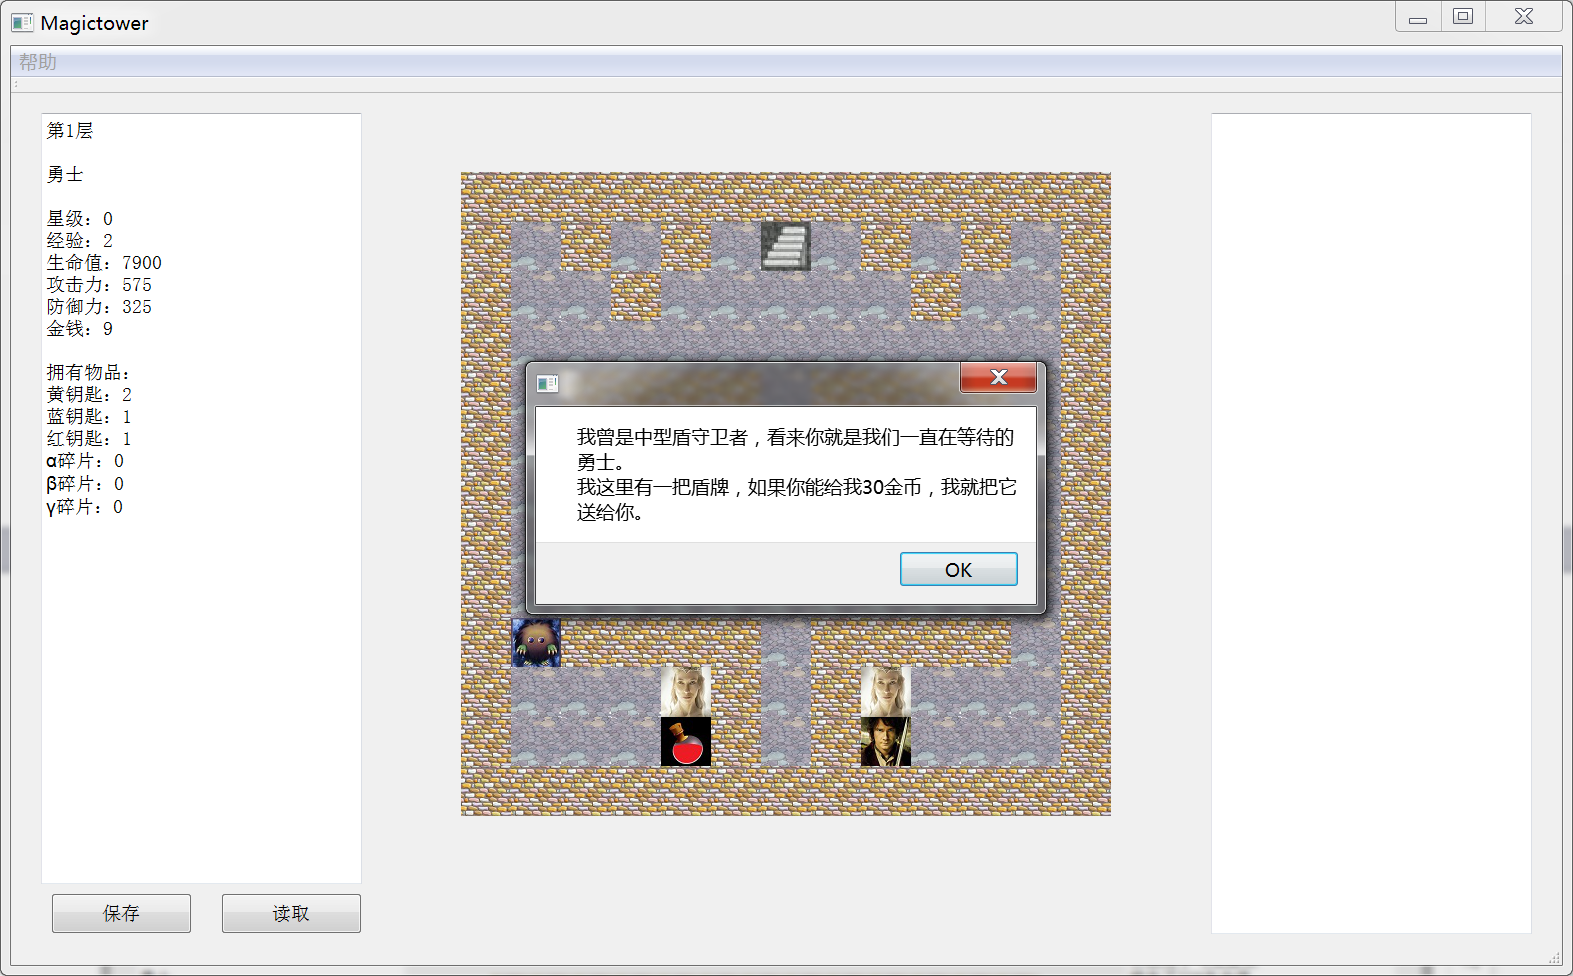 Magictower
帮助
第1层
勇士
星级：0
经验：2
生命值：7900
攻击力：575
防御力：325
金钱：9
拥有物品：
黄钥匙：2
蓝钥匙：1
红钥匙：1
α碎片：0
β碎片：0
γ碎片：0
我曾是中型盾守卫者，看来你就是我们一直在等待的
勇士。
我这里有一把盾牌，如果你能给我30金币，我就把它
送给你。
OK
保存
读取